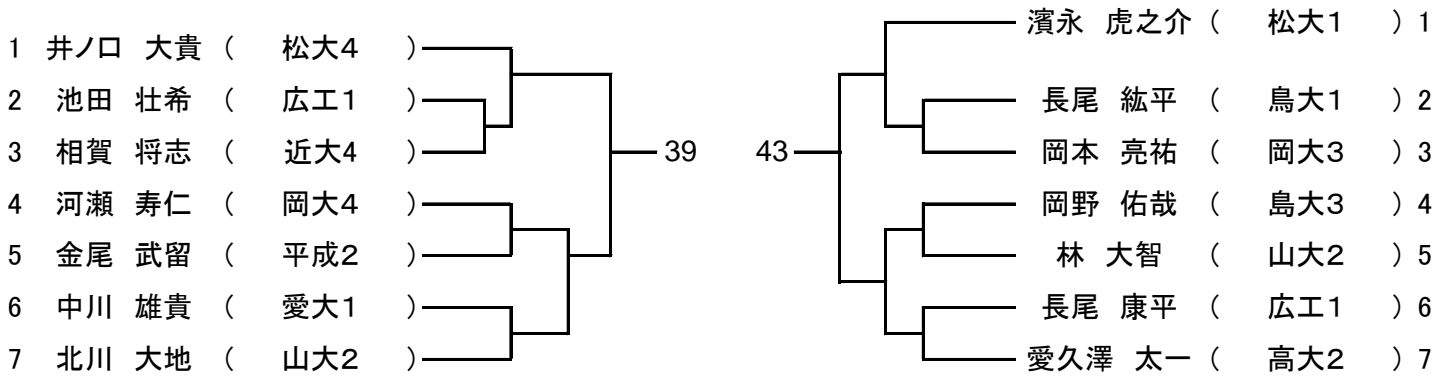 1 井ノ口 大貴 ( 松大4 )
2 池田 壮希 ( 広工1 )
3 相賀 将志 ( 近大4 )
4 河瀬 寿仁 ( 岡大4 )
5 金尾 武留 ( 平成2 )
6 中川 雄貴 ( 愛大1 )
7 北川 大地 ( 山大2 )
39
43
濱永 虎之介 ( 松大1 ) 1
長尾 紘平 ( 鳥大1 ) 2
岡本 亮祐 ( 岡大3 ) 3
岡野 佑哉 ( 島大3 ) 4
林 大智 ( 山大2 ) 5
長尾 康平 ( 広工1 ) 6
愛久澤 太一 ( 高大2 ) 7